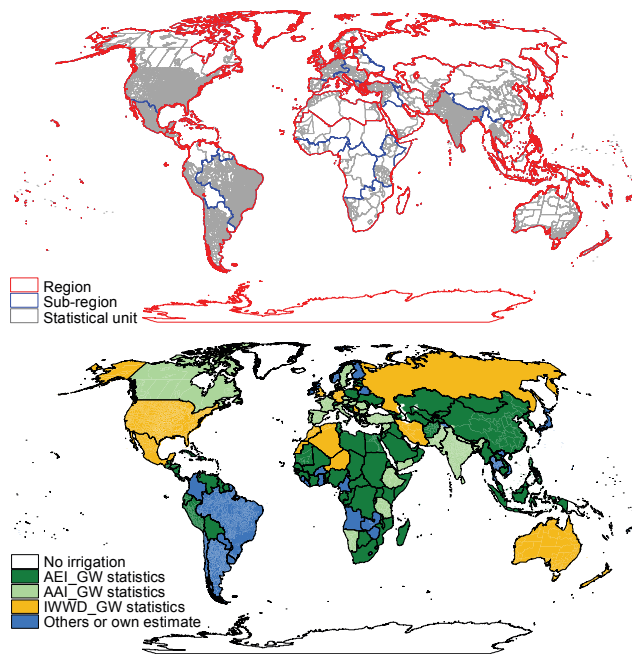 Region
Sub-region
Statistical unit
No irrigation
AEI_GW statistics
AAI_GW statistics
IWWD_GW statistics
Others or own estimate